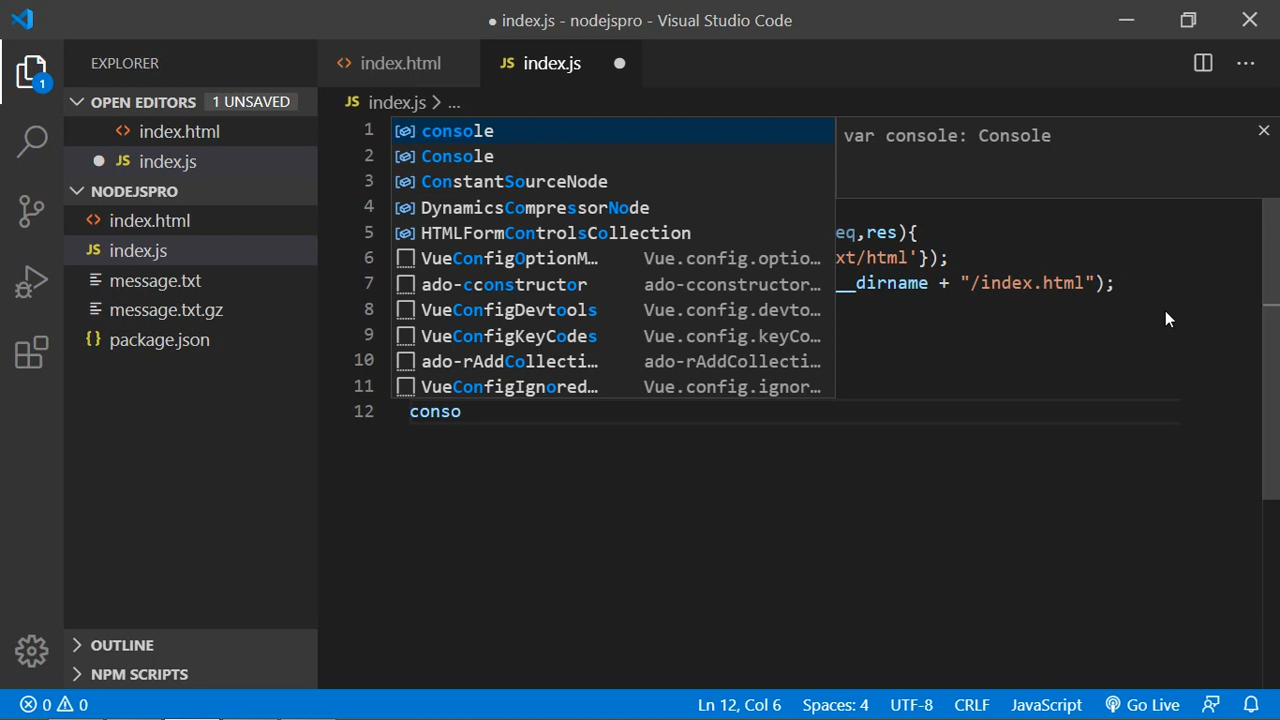 ● index.js - nodejspro - Visual Studio Code
EXPLORER
index.html
JS index.js
OPEN EDITORS 1 UNSAVED
index.html
JS index.js
NODEJSPRO
index.html
JS index.js
message.txt
message.txt.gz
{} package.json
OUTLINE
NPM SCRIPTS
1
JS index.js > ...
1
2
3
4
5
6
7
8
9
10
11
12 conso
console
Console
ConstantSourceNode
DynamicsCompressorNode
HTMLFormControlsCollection
VueConfigOptionM… Vue.config.optio…
ado-cconstructor ado-cconstructor…
VueConfigDevtools Vue.config.devto…
VueConfigKeyCodes Vue.config.keyCo…
ado-rAddCollecti… ado-rAddCollecti…
VueConfigIgnored… Vue.config.ignor…
var console: Console
eq,res){
xt/html'});
__dirname + "/index.html");
0 0
Ln 12, Col 6
Spaces: 4
UTF-8
CRLF
JavaScript
Go Live